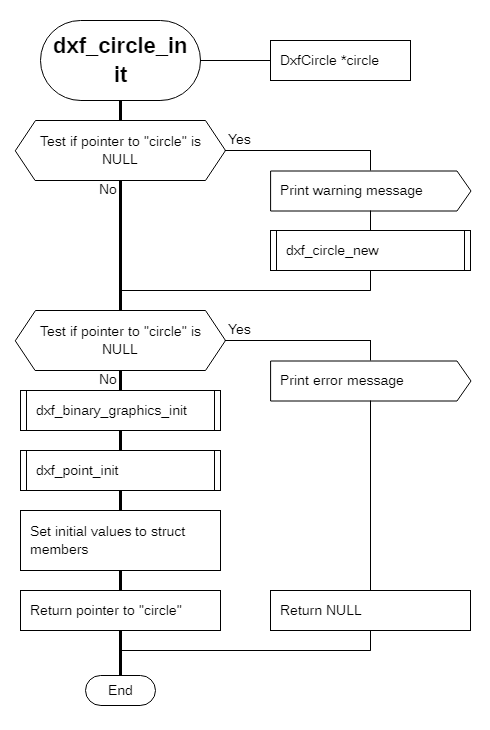 dxf_circle_in
it
DxfCircle *circle
Test if pointer to "circle" is
NULL
Yes
No
Print warning message
dxf_circle_new
Test if pointer to "circle" is
NULL
Yes
No
Print error message
dxf_binary_graphics_init
dxf_point_init
Set initial values to struct
members
Return pointer to "circle"
Return NULL
End